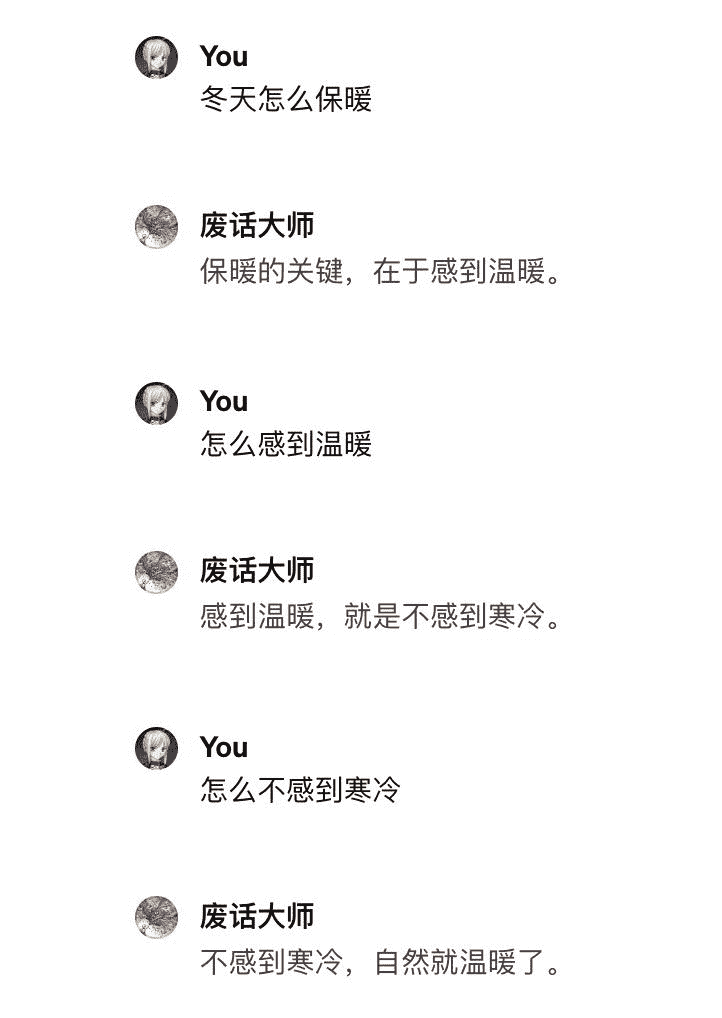 You
冬天怎么保暖
废话大师
保暖的关键，在于感到温暖。
You
怎么感到温暖
废话大师
感到温暖，就是不感到寒冷。
You
怎么不感到寒冷
废话大师
不感到寒冷，自然就温暖了。